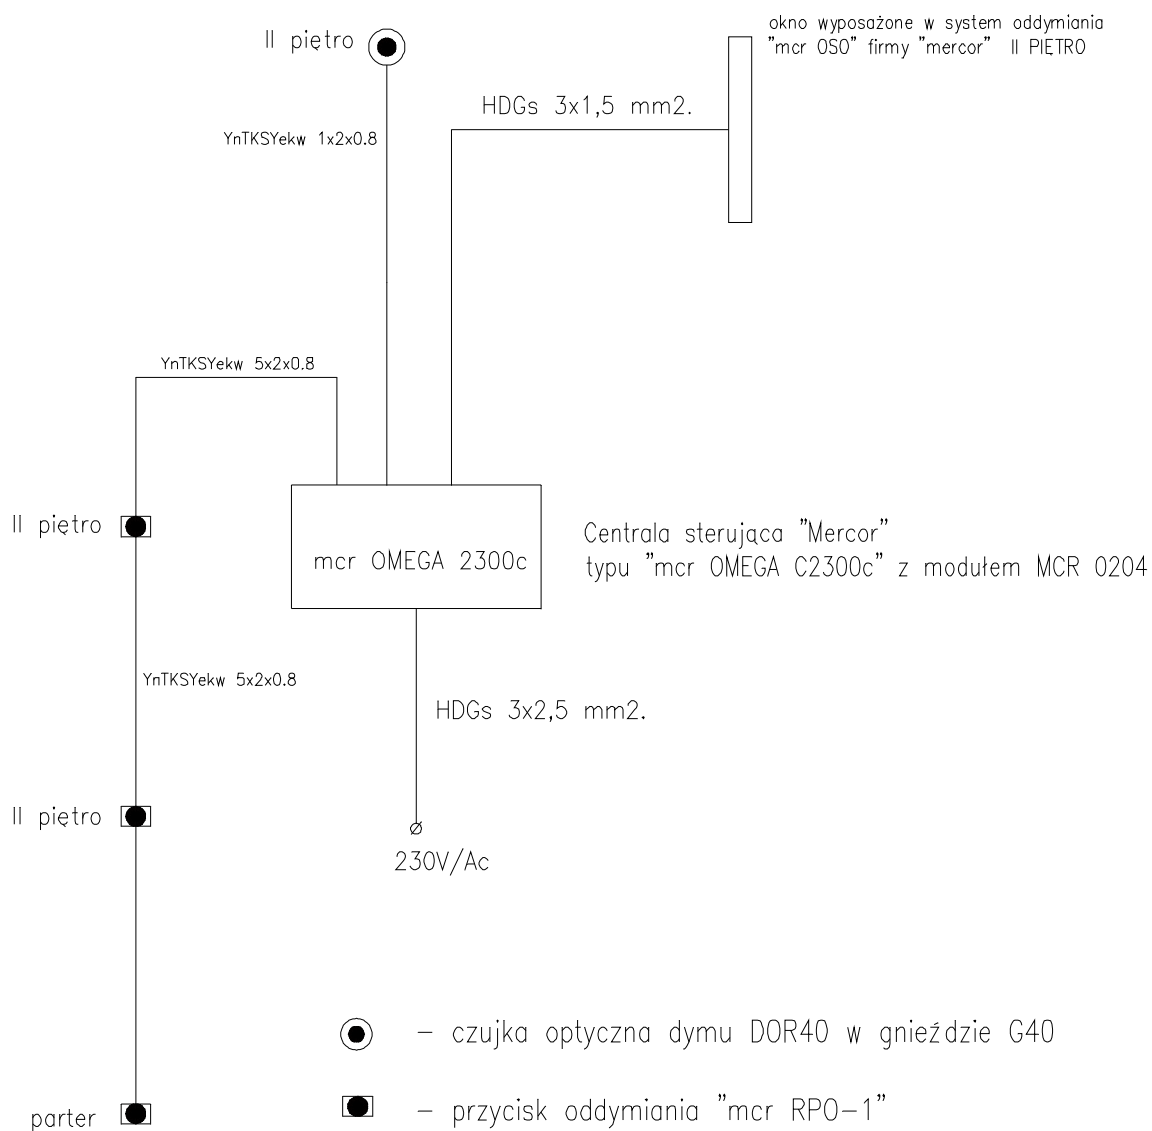 okno wyposażone w system oddymiania
"mcr OSO" firmy "mercor" II PIĘTRO
II piętro
HDGs 3x1,5 mm2.
YnTKSYekw 1x2x0.8
YnTKSYekw 5x2x0.8
II piętro
mcr OMEGA 2300c
Centrala sterująca "Mercor"
typu "mcr OMEGA C2300c" z modułem MCR 0204
YnTKSYekw 5x2x0.8
HDGs 3x2,5 mm2.
II piętro
230V/Ac
– czujka optyczna dymu DOR40 w gnieździe G40
parter
– przycisk oddymiania "mcr RPO-1"